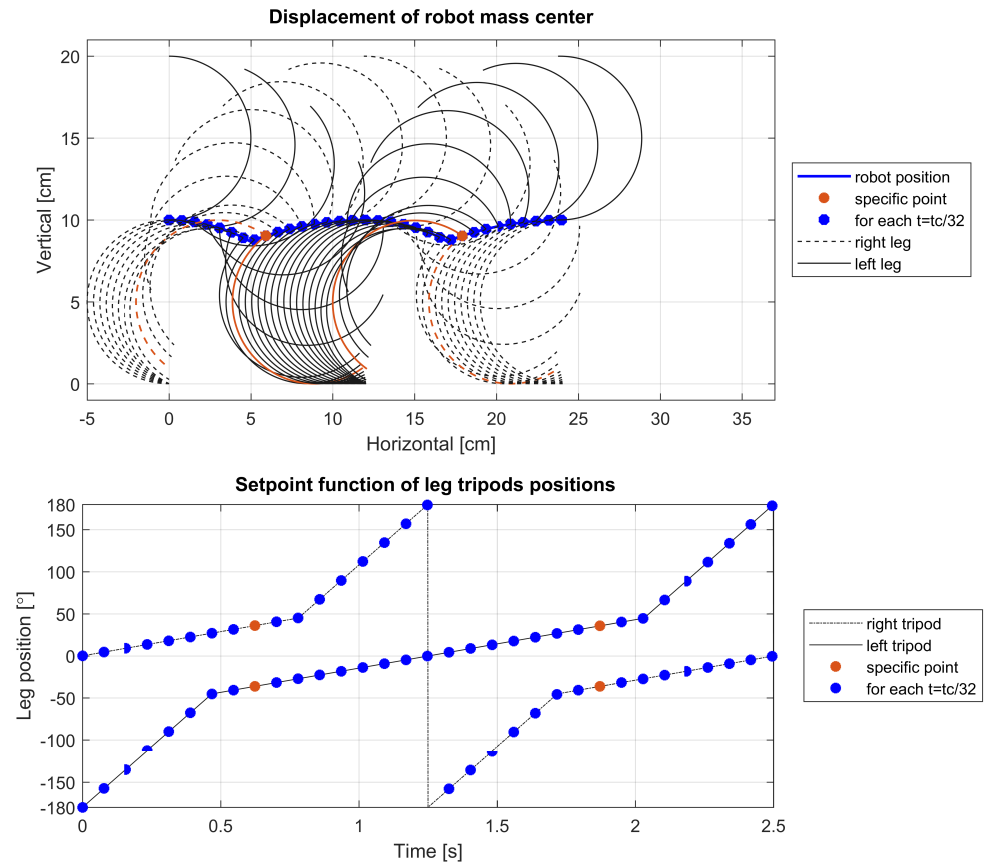 Displacement of robot mass center
20
15
10
5
0
Vertical [cm]
-5 0 5 10 15 20 25 30 35
Horizontal [cm]
robot position
specific point
for each t=tc/32
right leg
left leg
Setpoint function of leg tripods positions
180
150
100
50
0
-50
-100
-150
-180
Leg position [°]
0 0.5 1 1.5 2 2.5
Time [s]
right tripod
left tripod
specific point
for each t=tc/32